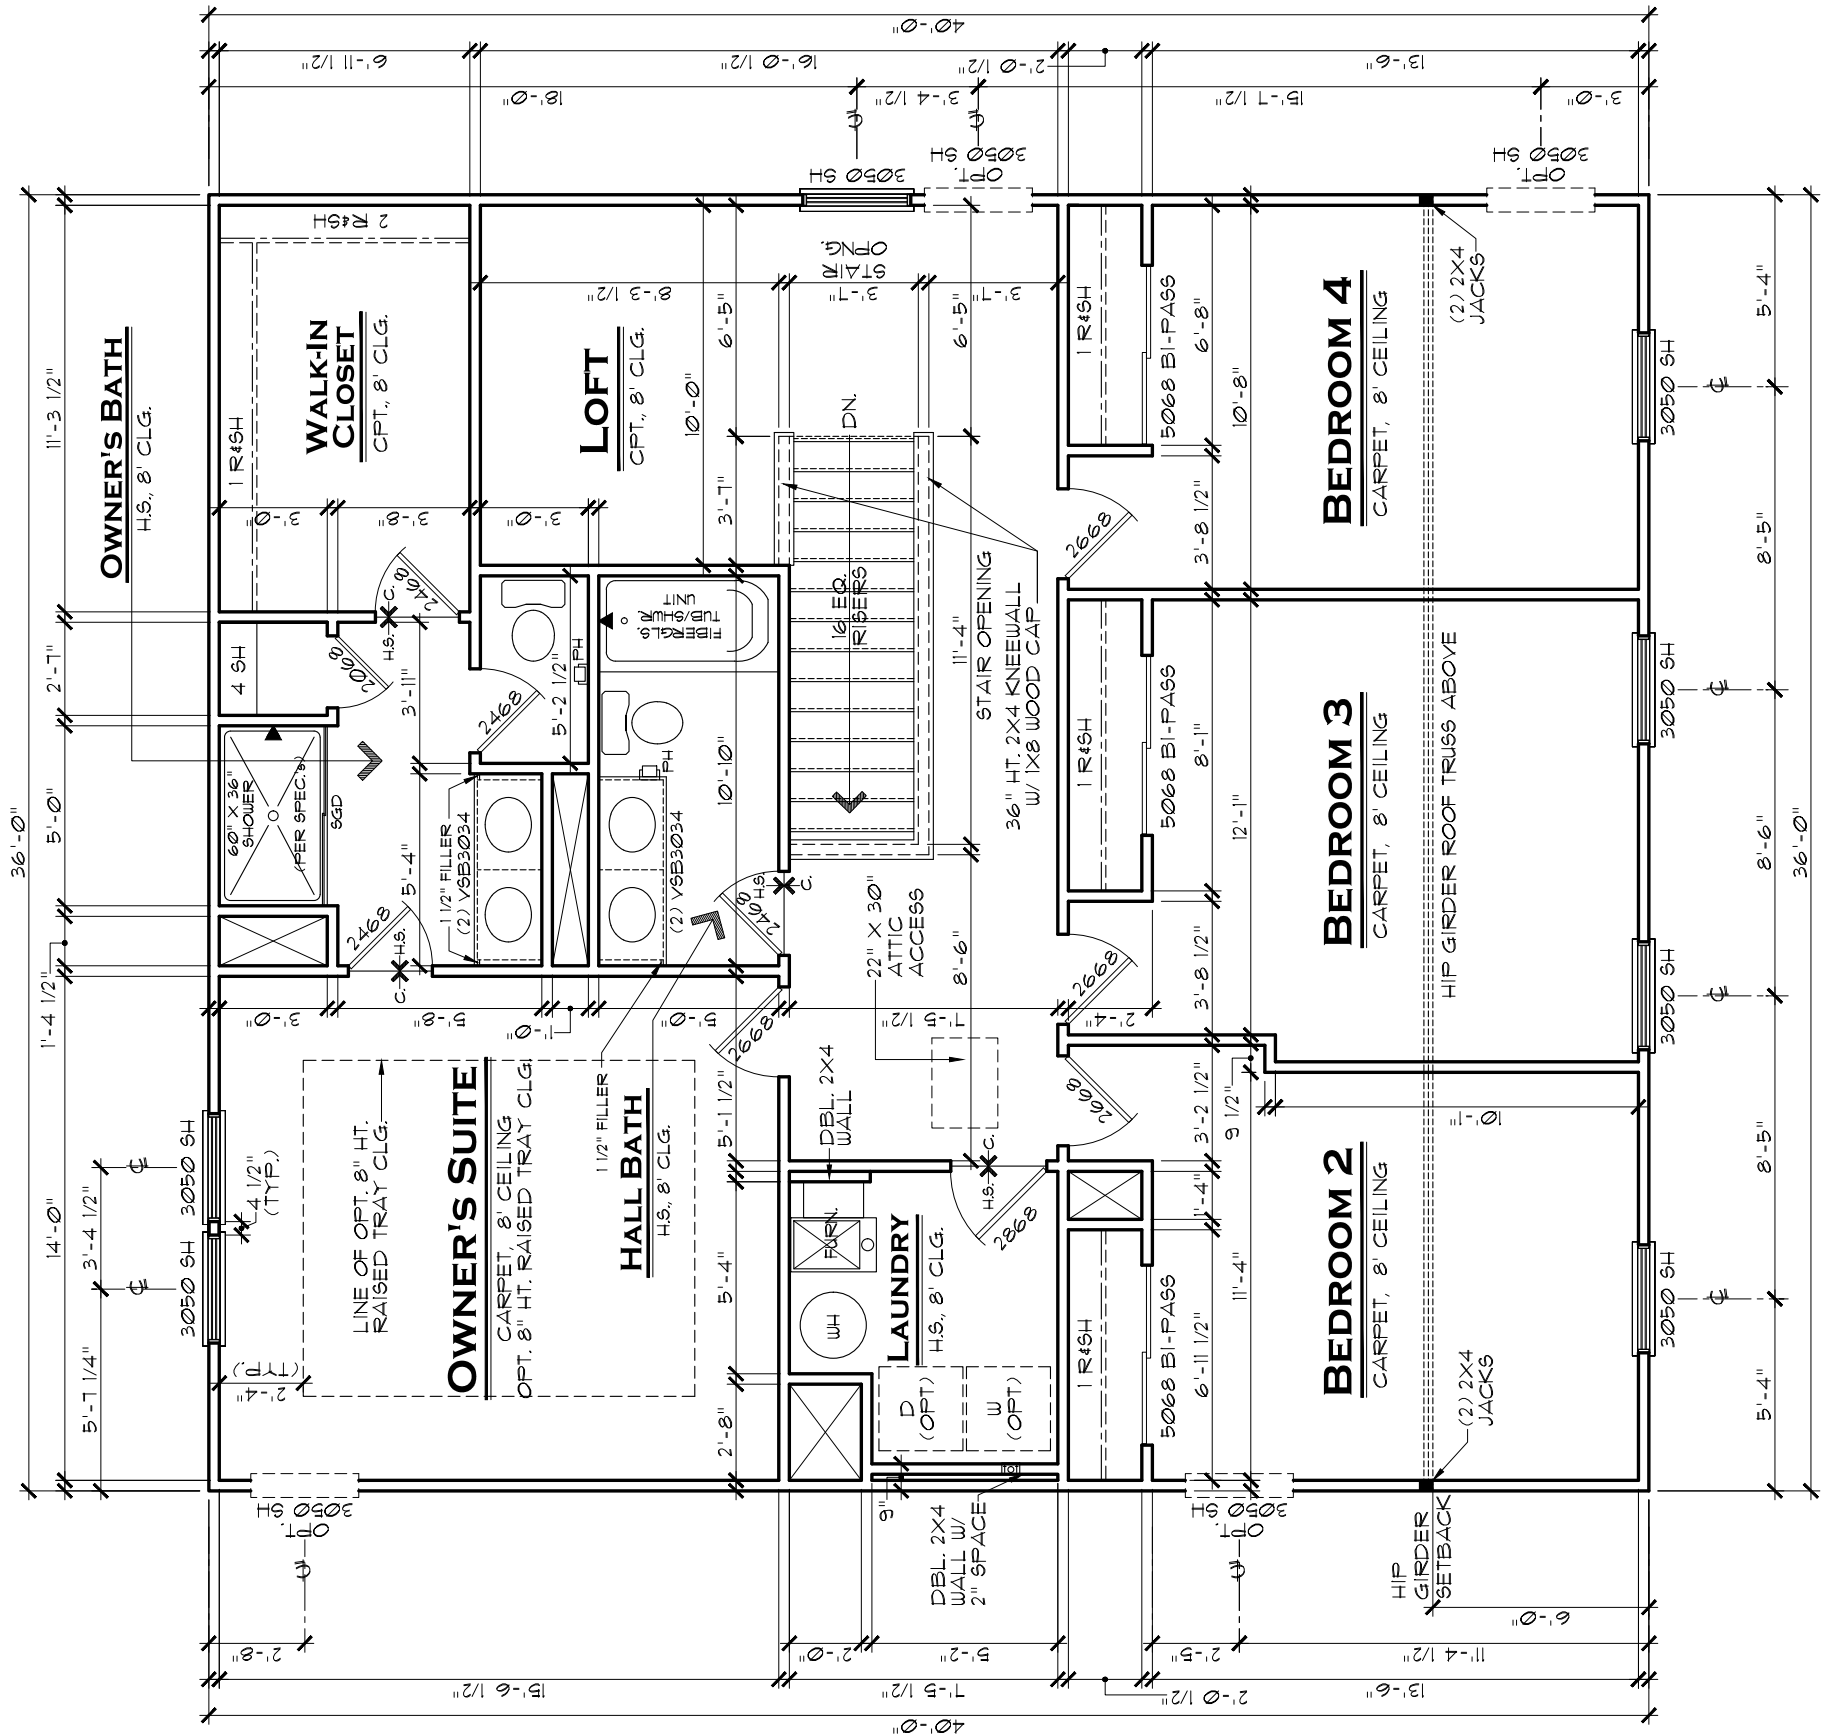 40'-0"
6'-11 1/2"
16'-0 1/2"
2'-0 1/2"
13'-6"
18'-0"
3'-4 1/2"
15'-7 1/2"
3'-0"
3050 SH
OPT.
3050 SH
OPT.
3050 SH
36'-0"
11'-3 1/2"
2'-7"
5'-0"
1'-4 1/2"
14'-0"
3'-4 1/2"
5'-7 1/4"
3050 SH
3050 SH
4 1/2"
(TYP.)
2'-4"
(TYP.)
OWNER'S BATH
H.S., 8' CLG.
WALK-IN
CLOSET
CPT., 8' CLG.
1 R&SH
2 R&SH
3'-0"
3'-8"
3'-0"
LOFT
CPT., 8' CLG.
8'-3 1/2"
3'-7"
3'-7"
STAIR
OPNG.
6'-5"
10'-0"
3'-7"
6'-5"
DN.
16 EQ.
RISERS
11'-4"
STAIR OPENING
36" HT. 2X4 KNEEWALL
W/ 1X8 WOOD CAP
4 SH
2068
2468
H.S.
C.
3'-11"
60" X 36"
SHOWER
(PER SPEC.'s)
SGD
2468
5'-2 1/2"
PH
FIBERGLS.
TUB/SHWR.
UNIT
PH
1 1/2" FILLER
(2) VSB3034
5'-4"
2468
H.S.
C.
(2) VSB3034
10'-10"
2468
H.S.
C.
3'-0"
5'-8"
1'-0"
5'-0"
7'-5 1/2"
2'-4"
8'-6"
22" X 30"
ATTIC
ACCESS
LINE OF OPT. 8" HT.
RAISED TRAY CLG.
OWNER'S SUITE
CARPET, 8' CEILING
OPT. 8" HT. RAISED TRAY CLG.
1 1/2" FILLER
HALL BATH
H.S., 8' CLG.
2668
5'-1 1/2"
5'-4"
2'-8"
DBL. 2X4
WALL
FURN.
WH
LAUNDRY
H.S., 8' CLG.
2868
H.S.
C.
D
(OPT)
W
(OPT)
9"
DBL. 2X4
WALL W/
2" SPACE
BEDROOM 4
CARPET, 8' CEILING
1 R&SH
5068 BI-PASS
6'-8"
10'-8"
3'-8 1/2"
2668
(2) 2X4
JACKS
BEDROOM 3
CARPET, 8' CEILING
1 R&SH
5068 BI-PASS
8'-1"
12'-1"
3'-8 1/2"
2668
HIP GIRDER ROOF TRUSS ABOVE
BEDROOM 2
CARPET, 8' CEILING
1 R&SH
5068 BI-PASS
2668
3'-2 1/2"
9 1/2"
10'-1"
1'-4"
11'-4"
6'-11 1/2"
(2) 2X4
JACKS
HIP
GIRDER
SETBACK
3050 SH
3050 SH
3050 SH
3050 SH
5'-4"
8'-5"
8'-6"
8'-5"
5'-4"
36'-0"
OPT.
3050 SH
OPT.
3050 SH
6'-0"
2'-8"
2'-0"
5'-2"
2'-5"
11'-4 1/2"
15'-6 1/2"
7'-5 1/2"
2'-0 1/2"
13'-6"
40'-0"